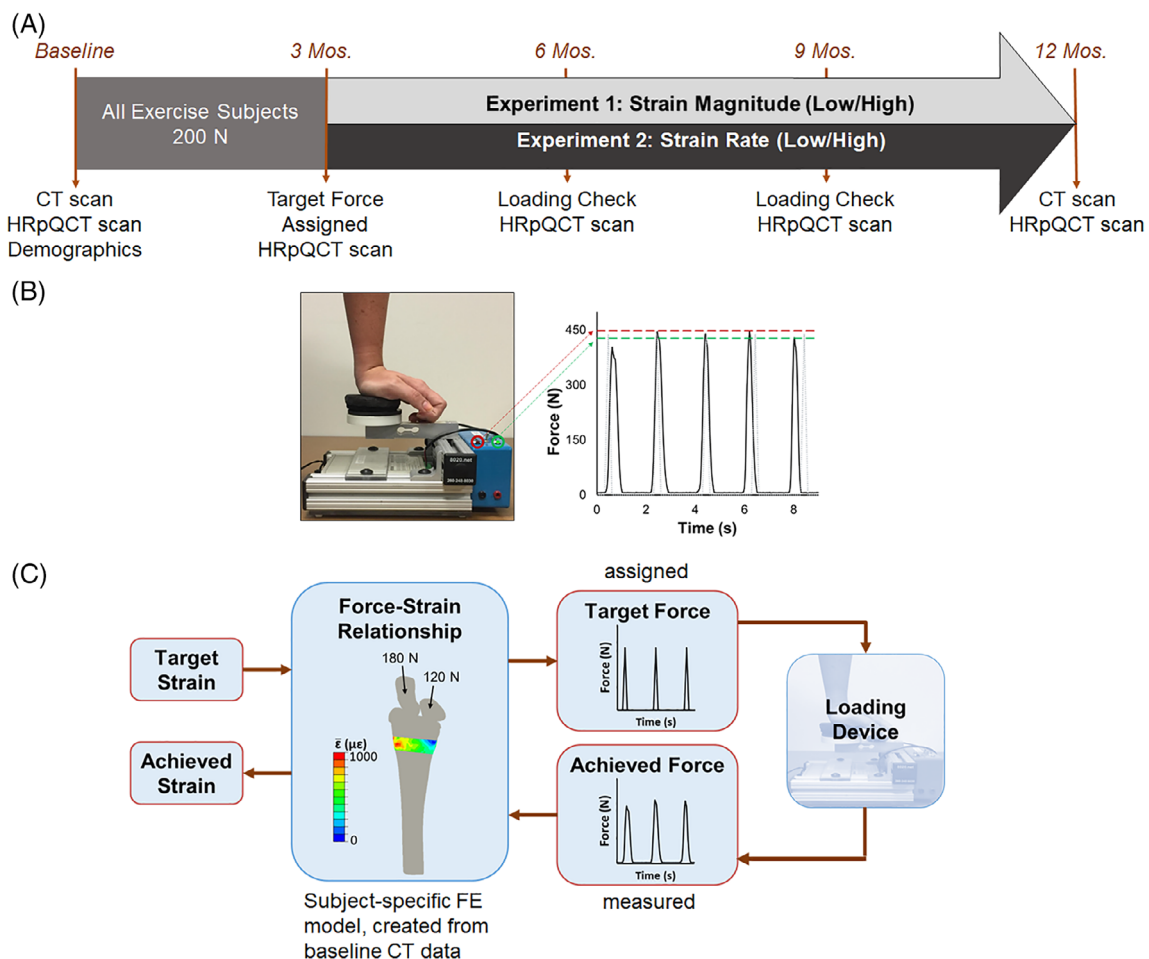 (A)
Baseline
3 Mos.
6 Mos.
9 Mos.
12 Mos.
All Exercise Subjects
200 N
Experiment 1: Strain Magnitude (Low/High)
Experiment 2: Strain Rate (Low/High)
CT scan
HRpQCT scan
Demographics
Target Force
Assigned
HRpQCT scan
Loading Check
HRpQCT scan
Loading Check
HRpQCT scan
CT scan
HRpQCT scan
(B)
8020.net
450
300
150
0
Force (N)
0 2 4 6 8
Time (s)
(C)
Target
Strain
Achieved
Strain
Force-Strain
Relationship
180 N
120 N
ε̅ (µε)
1000
0
Subject-specific FE
model, created from
baseline CT data
assigned
Target Force
Force (N)
Time (s)
Loading
Device
Achieved Force
Force (N)
Time (s)
measured